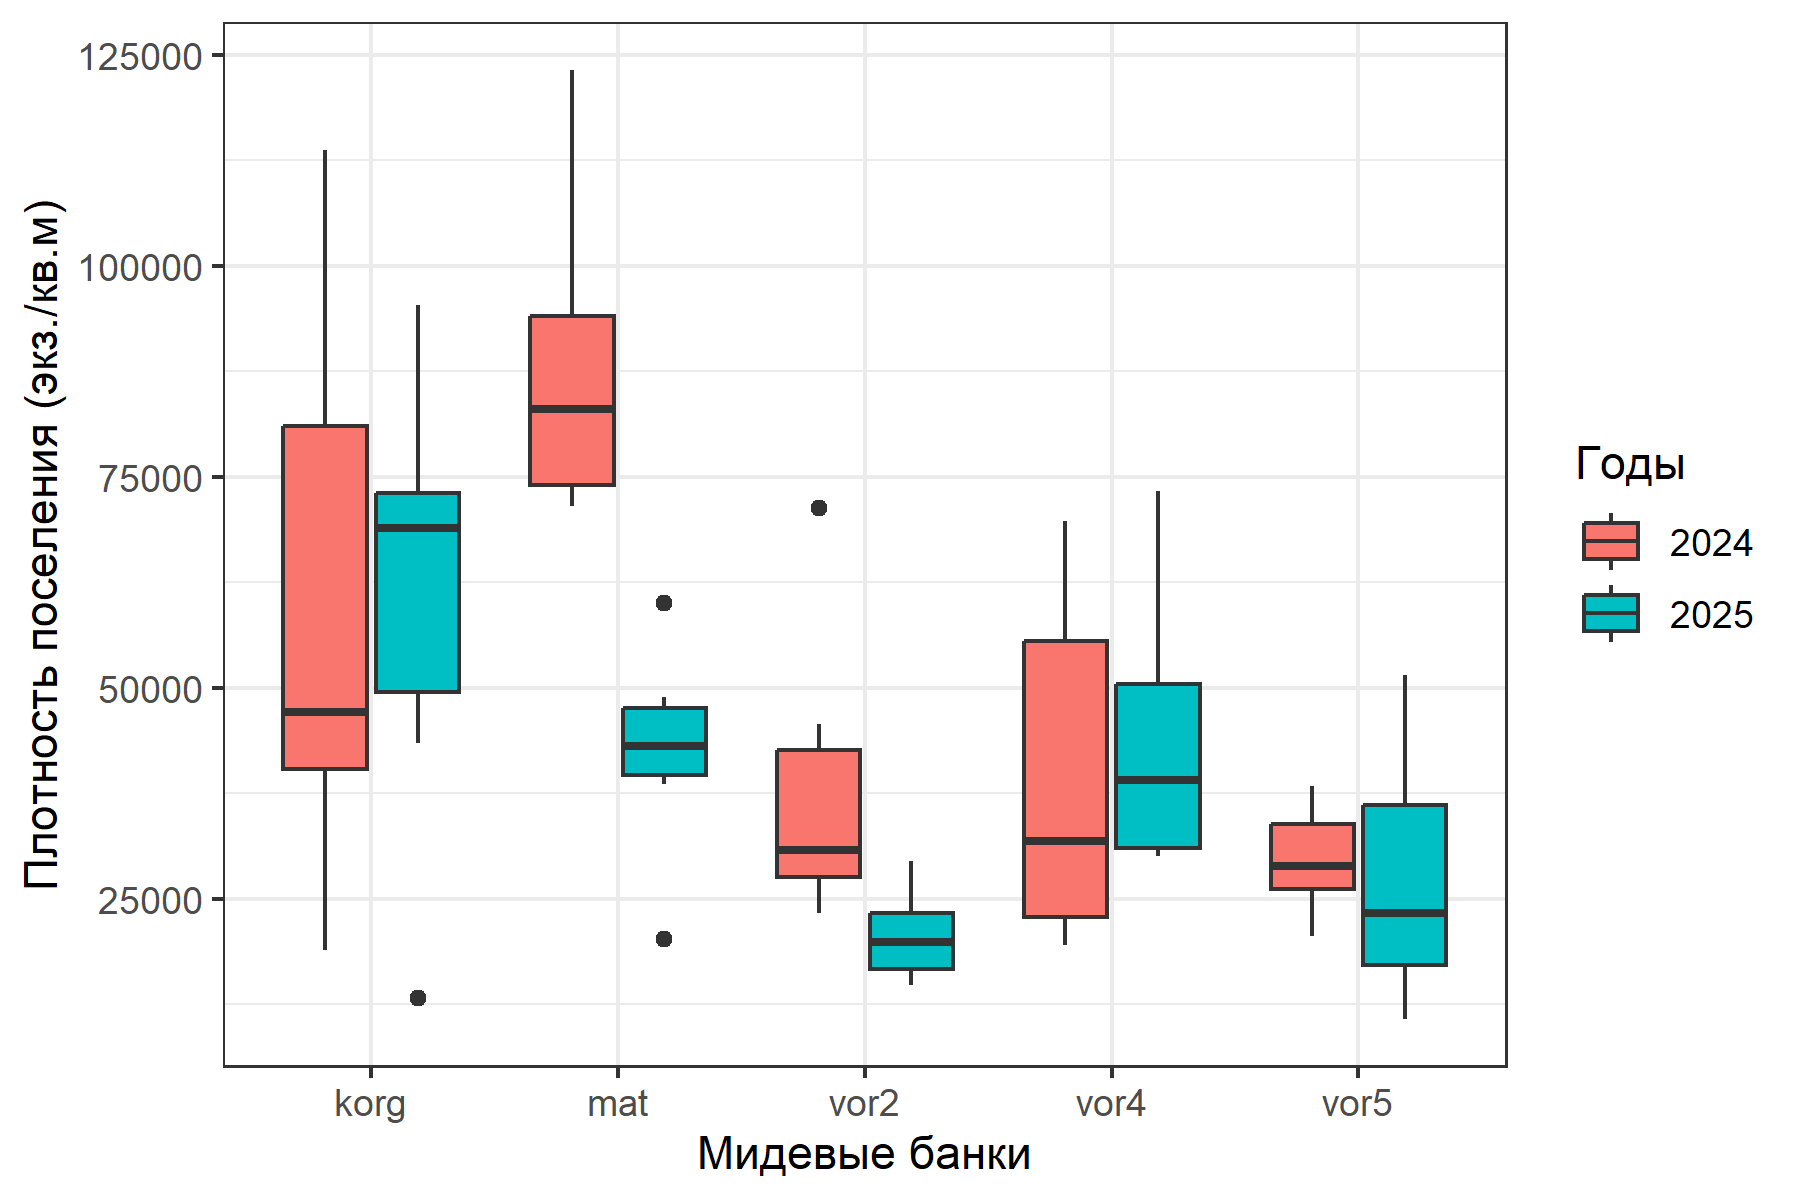 125000
100000
75000
50000
25000
Плотность поселения (экз./кв.м)
korg
mat
vor2
vor4
vor5
Мидевые банки
Годы
2024
2025